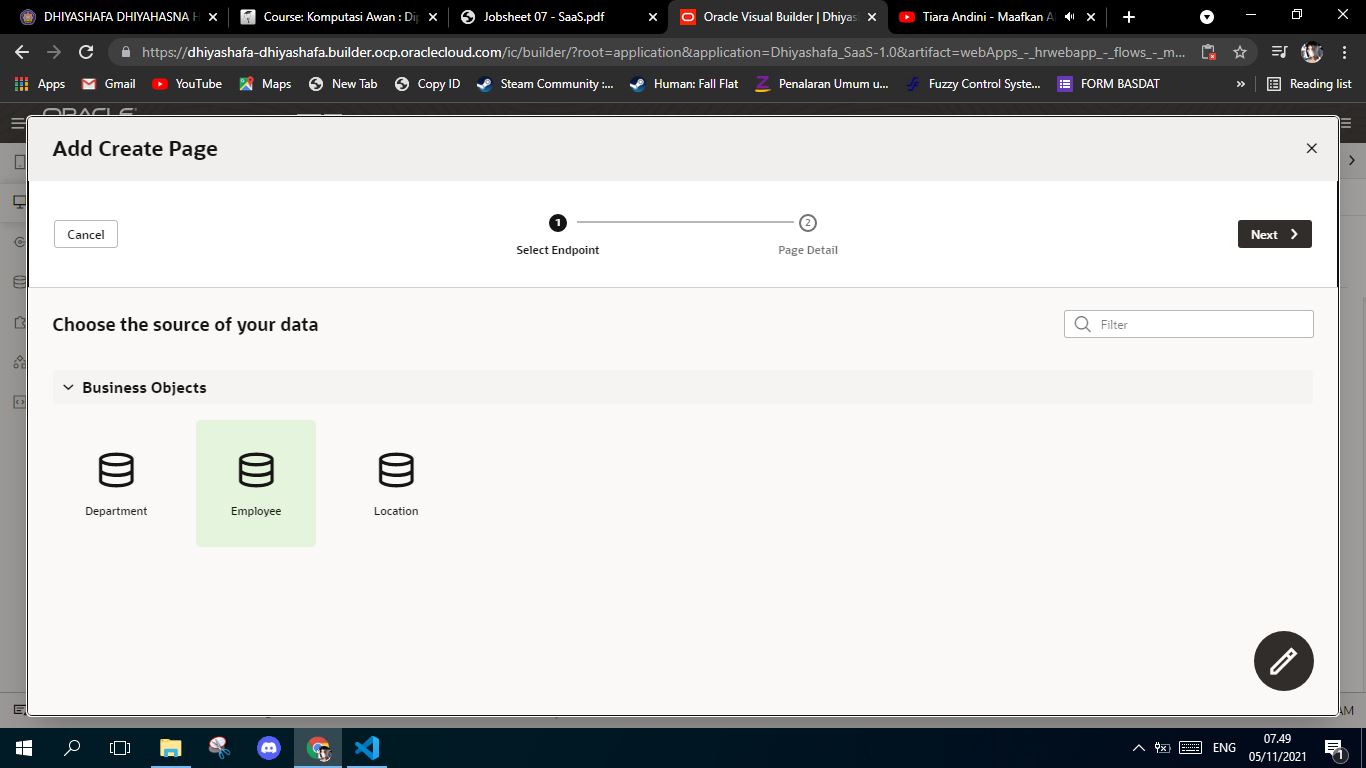 DHIYASHAFA DHIYAHASNA H
Course: Komputasi Awan : Di
Jobsheet 07 - SaaS.pdf
Oracle Visual Builder | Dhiyas
Tiara Andini - Maafkan A
https://dhiyashafa-dhiyashafa.builder.ocp.oraclecloud.com/ic/builder/?root=application&application=Dhiyashafa_SaaS-1.0&artifact=webApps_-_hrwebapp_-_flows_-_m...
Apps
Gmail
YouTube
Maps
New Tab
Copy ID
Steam Community :...
Human: Fall Flat
Penalaran Umum u...
Fuzzy Control Syste...
FORM BASDAT
»
Reading list
ORACLE
Add Create Page
Cancel
1
2
Next
Select Endpoint
Page Detail
Choose the source of your data
Filter
Business Objects
Department
Employee
Location
AM
ENG
07.49
05/11/2021
1